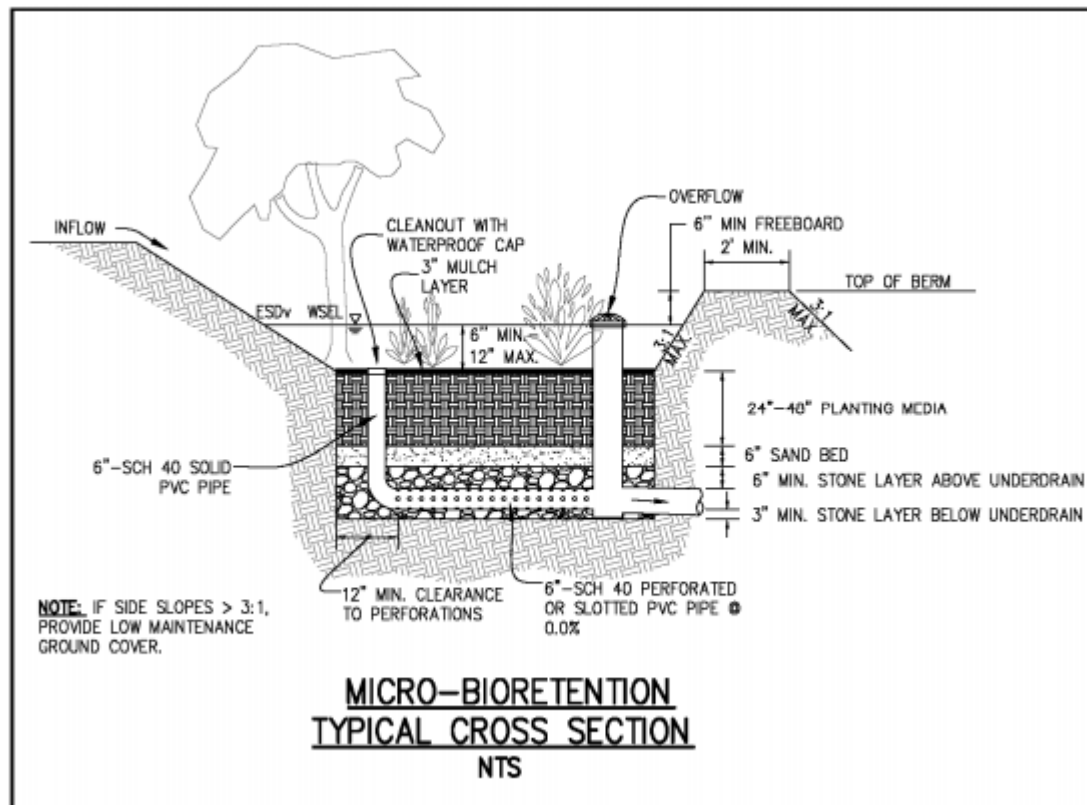 OVERFLOW
INFLOW
CLEANOUT WITH
WATERPROOF CAP
3" MULCH
LAYER
6" MIN FREEBOARD
2' MIN.
TOP OF BERM
ESDv WSEL
3:1
MAX.
3:1
MAX.
6" MIN.
12" MAX.
24"-48" PLANTING MEDIA
6" SAND BED
6"-SCH 40 SOLID
PVC PIPE
6" MIN. STONE LAYER ABOVE UNDERDRAIN
3" MIN. STONE LAYER BELOW UNDERDRAIN
12" MIN. CLEARANCE
TO PERFORATIONS
6"-SCH 40 PERFORATED
OR SLOTTED PVC PIPE @
0.0%
NOTE: IF SIDE SLOPES > 3:1,
PROVIDE LOW MAINTENANCE
GROUND COVER.
MICRO-BIORETENTION
TYPICAL CROSS SECTION
NTS